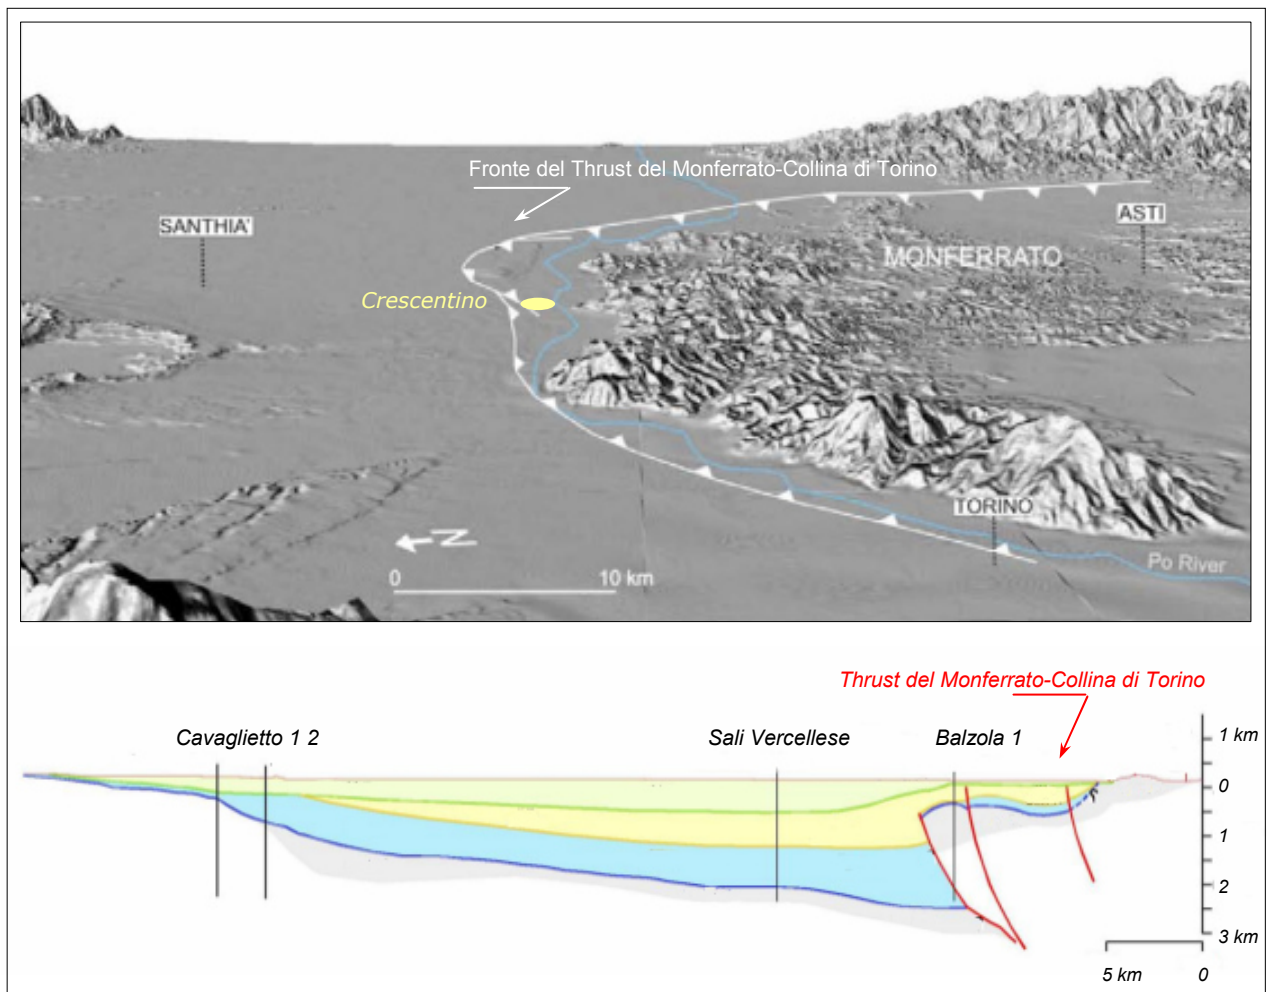 Fronte del Thrust del Monferrato-Collina di Torino
SANTHIA'
ASTI
MONFERRATO
Crescentino
TORINO
N
0 10 km
Po River
Thrust del Monferrato-Collina di Torino
Cavaglietto 1 2
Sali Vercellese
Balzola 1
1 km
0
1
2
3 km
5 km 0